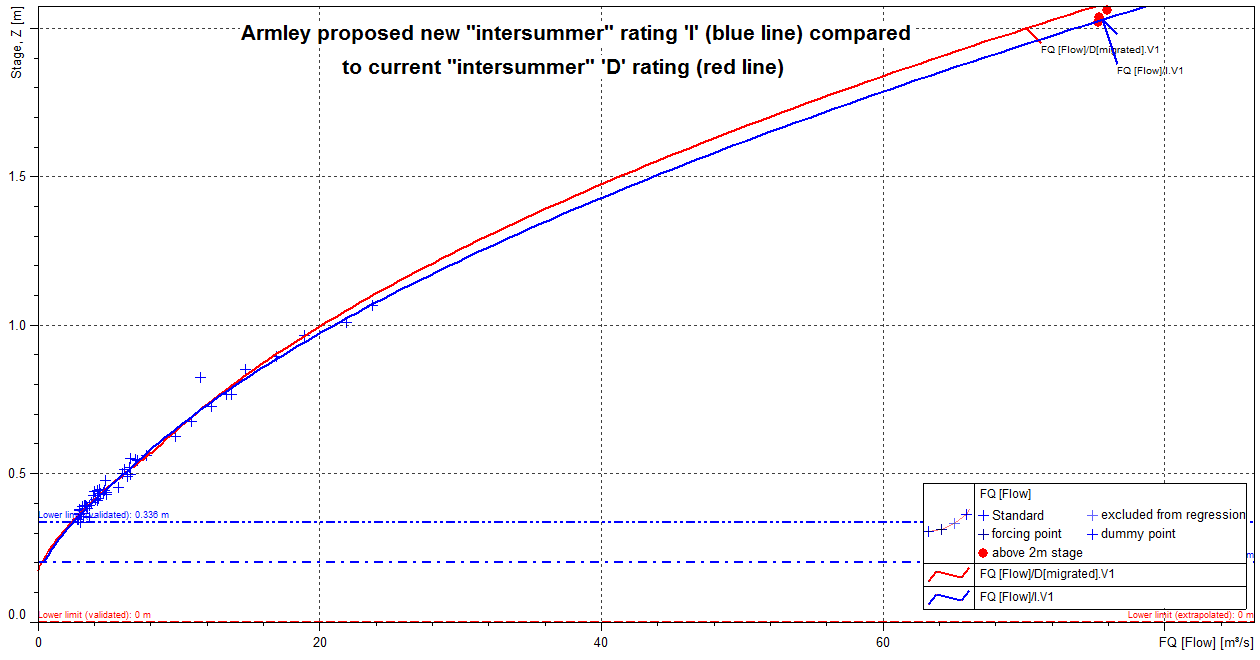 Stage, Z [m]
Armley proposed new "intersummer" rating 'I' (blue line) compared
to current "intersummer" 'D' rating (red line)
FQ [Flow]/D[migrated].V1
FQ [Flow]/I.V1
1.5
1.0
0.5
Lower limit (validated): 0.336 m
FQ [Flow]
Standard
excluded from regression
forcing point
dummy point
above 2m stage
m
FQ [Flow]/D[migrated].V1
FQ [Flow]/I.V1
0.0
Lower limit (validated): 0 m
Lower limit (extrapolated): 0 m
0
20
40
60
FQ [Flow] [m³/s]